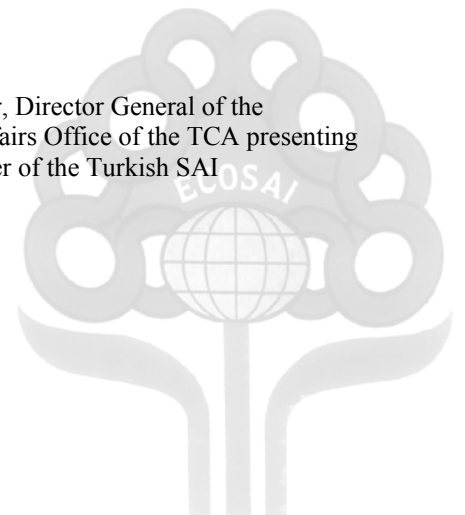 , Director General of the
fairs Office of the TCA presenting
er of the Turkish SAI
ECOSAI